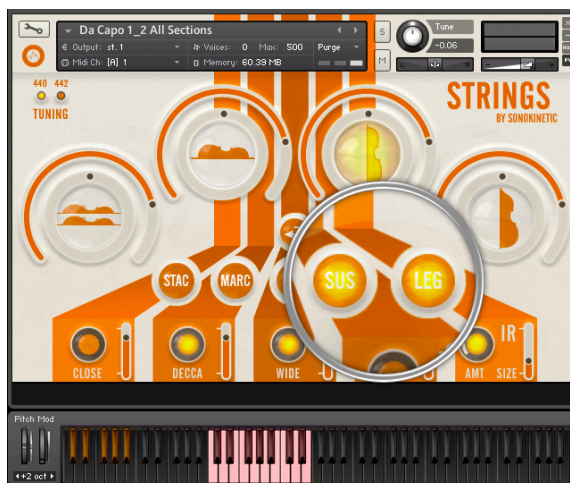 Da Capo 1_2 All Sections
Output: st. 1
Voices: 0 Max: 500 Purge
Midi Ch: [A] 1
Memory: 60.39 MB
S
M
Tune
-0.06
440 442
TUNING
STRINGS
BY SONOKINETIC
STAC MARC SUS LEG
CLOSE DECCA WIDE AMT SIZE IR
Pitch Mod
+2 oct